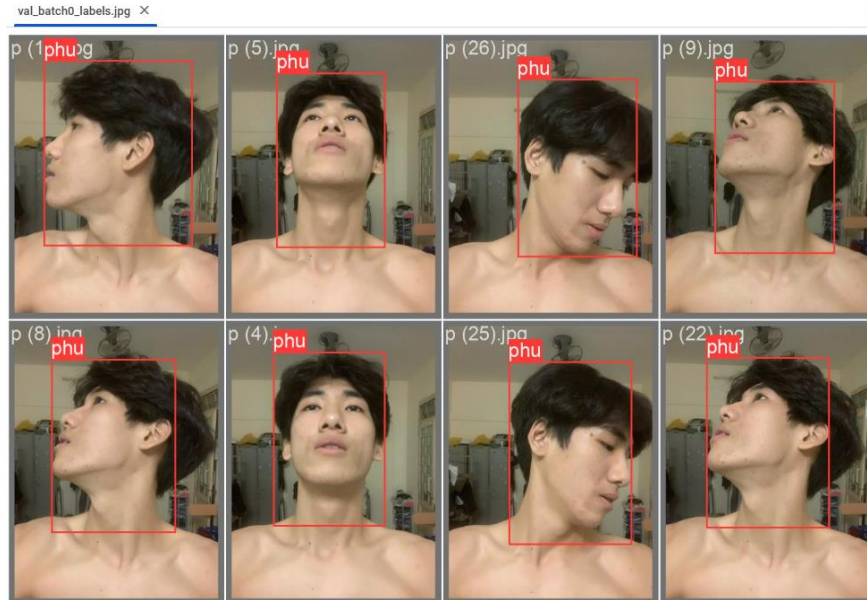 val_batch0_labels.jpg ×
phu
p (5).jpg
phu
p (26).jpg
phu
p (9).jpg
phu
p (8).jpg
phu
p (4).
phu
p (25).jpg
phu
p (22).jpg
phu